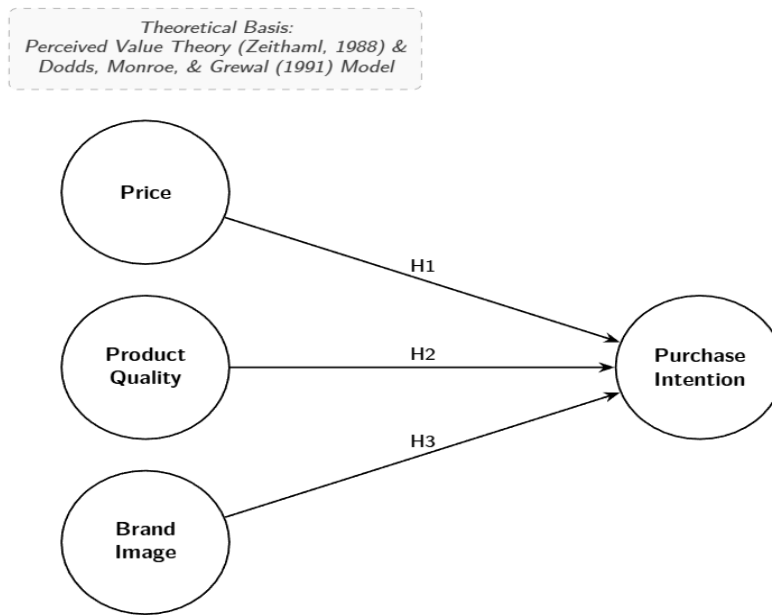 Theoretical Basis:
Perceived Value Theory (Zeithaml, 1988) &
Dodds, Monroe, & Grewal (1991) Model
Price
H1
Product
Quality
H2
Purchase
Intention
H3
Brand
Image